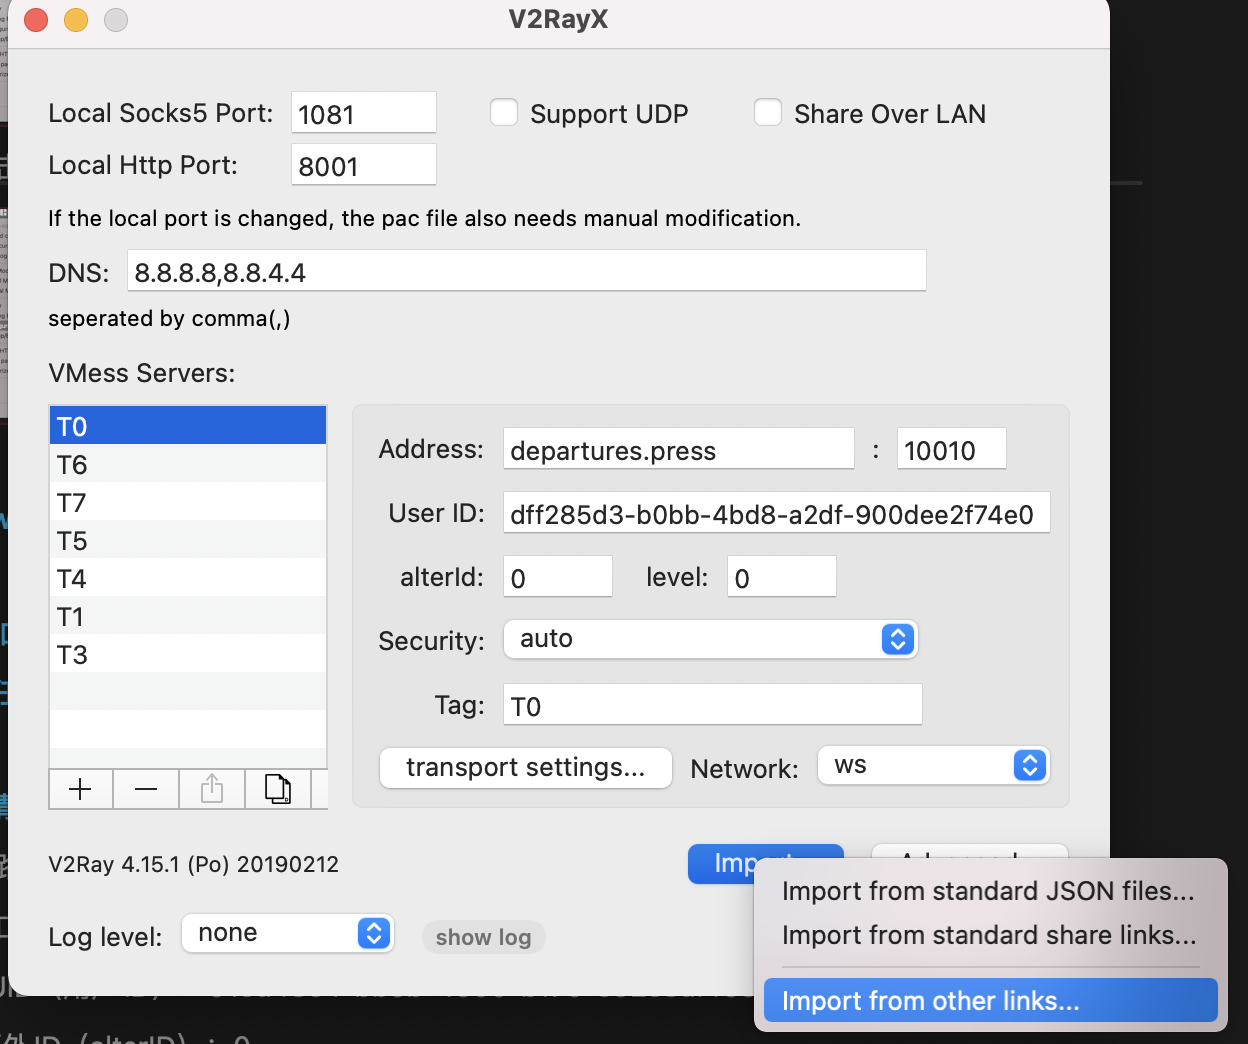 V2RayX
Local Socks5 Port: 1081 Support UDP Share Over LAN
Local Http Port: 8001
If the local port is changed, the pac file also needs manual modification.
DNS: 8.8.8.8,8.8.4.4
seperated by comma(,)
VMess Servers:
T0
T6
T7
T5
T4
T1
T3
Address: departures.press : 10010
User ID: dff285d3-b0bb-4bd8-a2df-900dee2f74e0
alterId: 0 level: 0
Security: auto
Tag: T0
transport settings... Network: ws
V2Ray 4.15.1 (Po) 20190212
Import from standard JSON files...
Import from standard share links...
Log level: none show log
Import from other links...